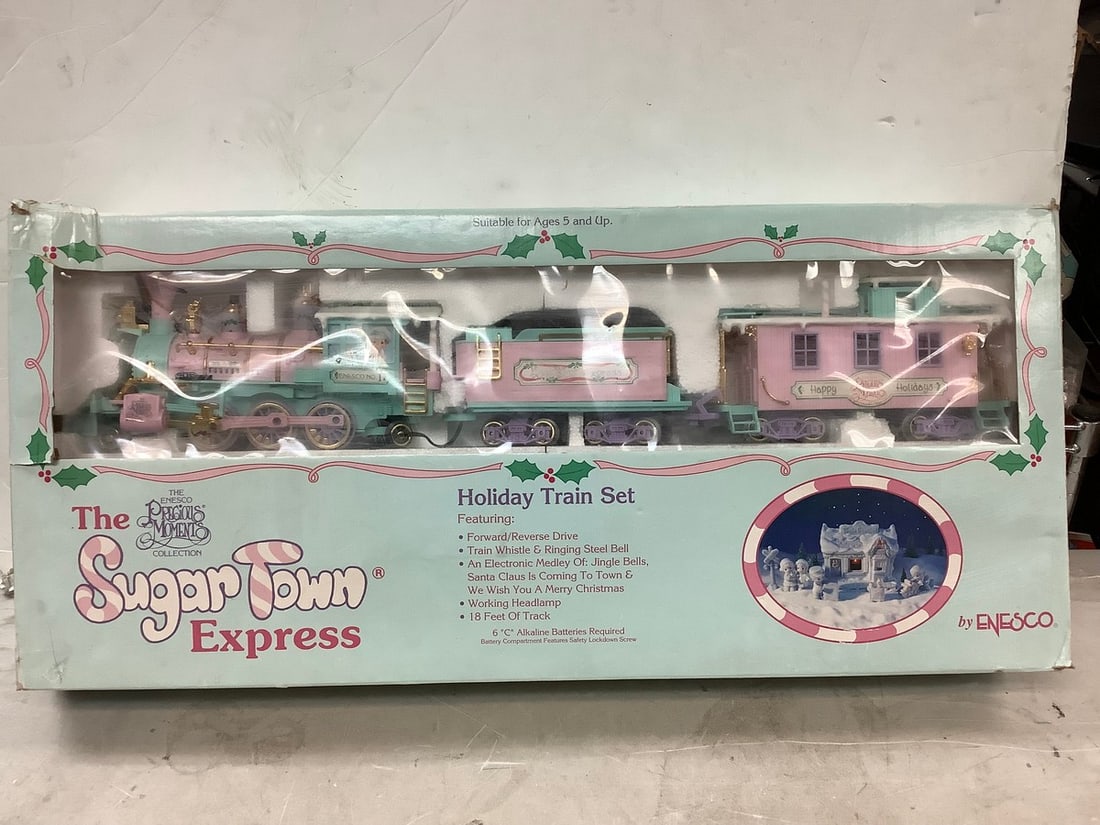 Suitable for Ages 5 and Up.
ENESCO NO. 1
Happy Holidays
THE
ENESCO
PRECIOUS
MOMENTS®
COLLECTION
The
Sugar Town®
Express
Holiday Train Set
Featuring:
• Forward/Reverse Drive
• Train Whistle & Ringing Steel Bell
• An Electronic Medley Of: Jingle Bells,
Santa Claus Is Coming To Town &
We Wish You A Merry Christmas
• Working Headlamp
• 18 Feet Of Track
6 "C" Alkaline Batteries Required
Battery Compartment Features Safety Lockdown Screw
by ENESCO®